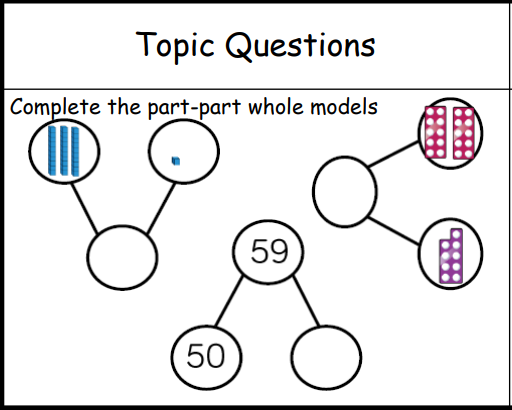 Topic Questions
Complete the part-part whole models
59
50